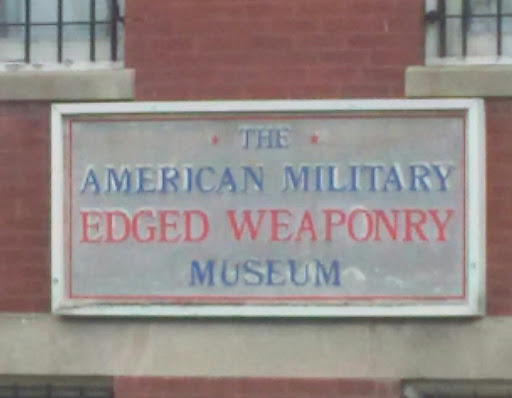 THE
AMERICAN MILITARY
EDGED WEAPONRY
MUSEUM